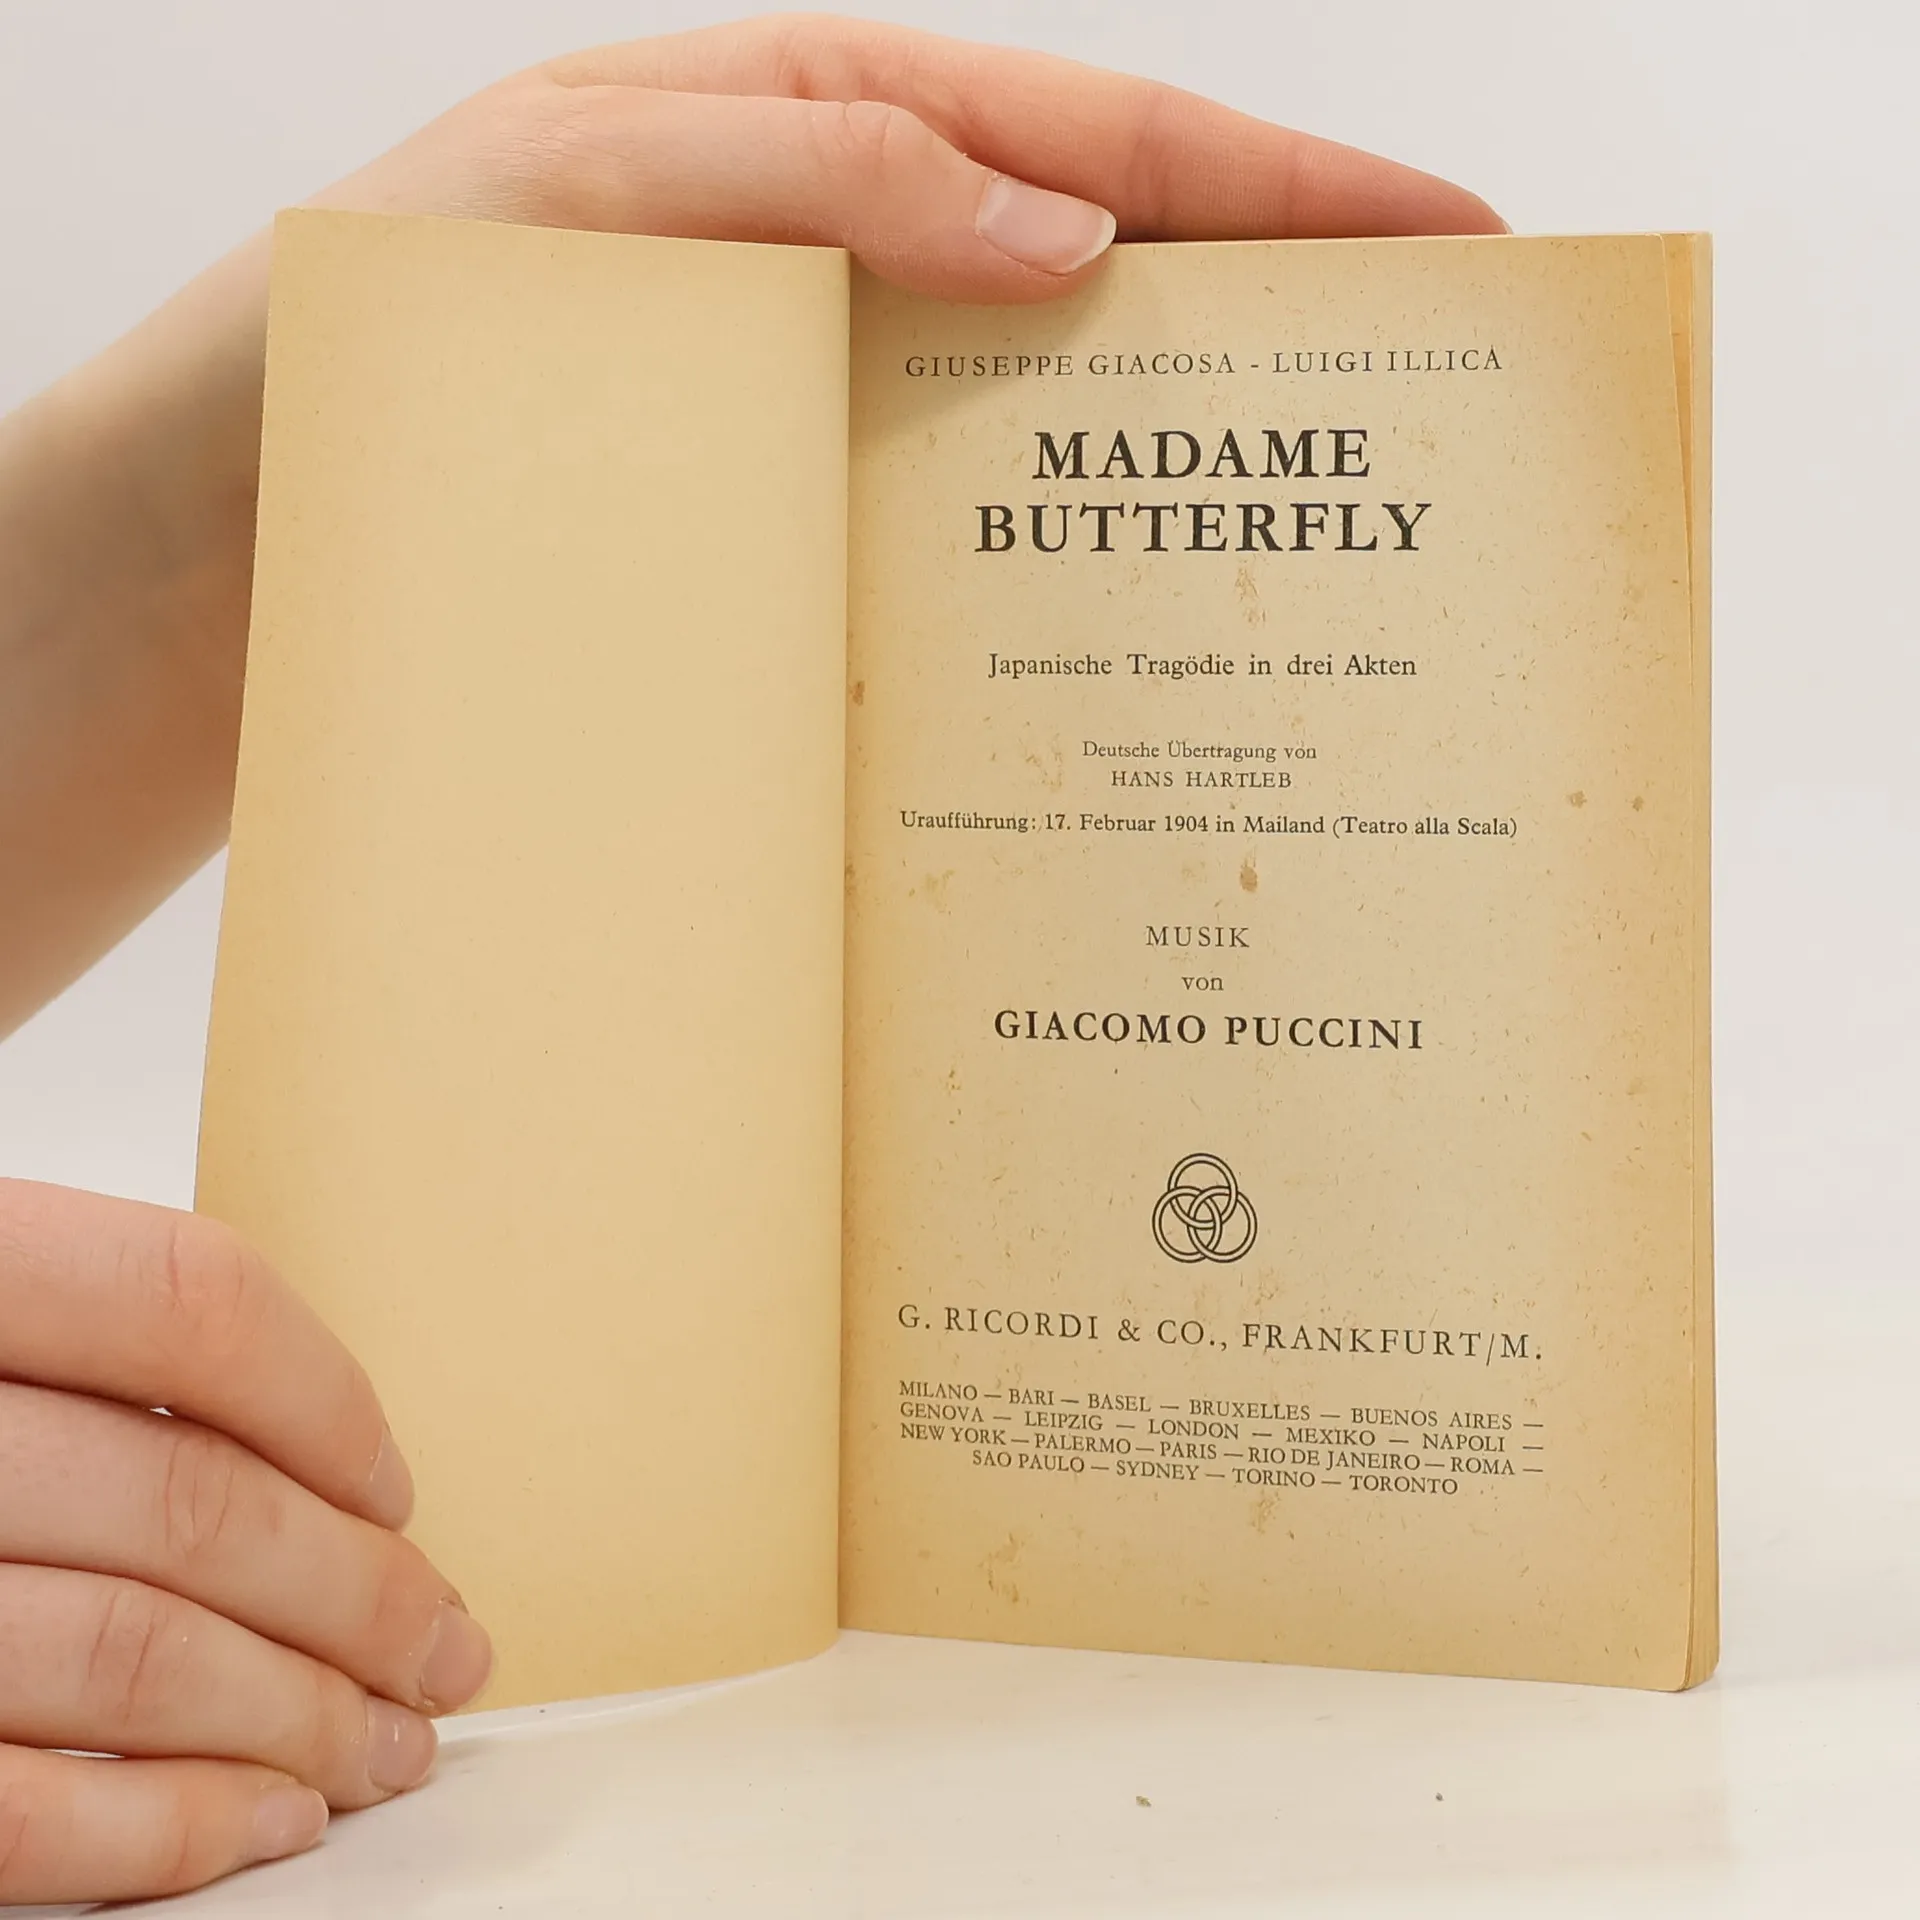 GIUSEPPE GIACOSA - LUIGI ILLICA
MADAME
BUTTERFLY
Japanische Tragödie in drei Akten
Deutsche Übertragung von
HANS HARTLEB
Uraufführung: 17. Februar 1904 in Mailand (Teatro alla Scala)
MUSIK
von
GIACOMO PUCCINI
G. RICORDI & CO., FRANKFURT/M.
MILANO — BARI — BASEL — BRUXELLES — BUENOS AIRES —
GENOVA — LEIPZIG — LONDON — MEXIKO — NAPOLI —
NEW YORK — PALERMO — PARIS — RIO DE JANEIRO — ROMA —
SAO PAULO — SYDNEY — TORINO — TORONTO